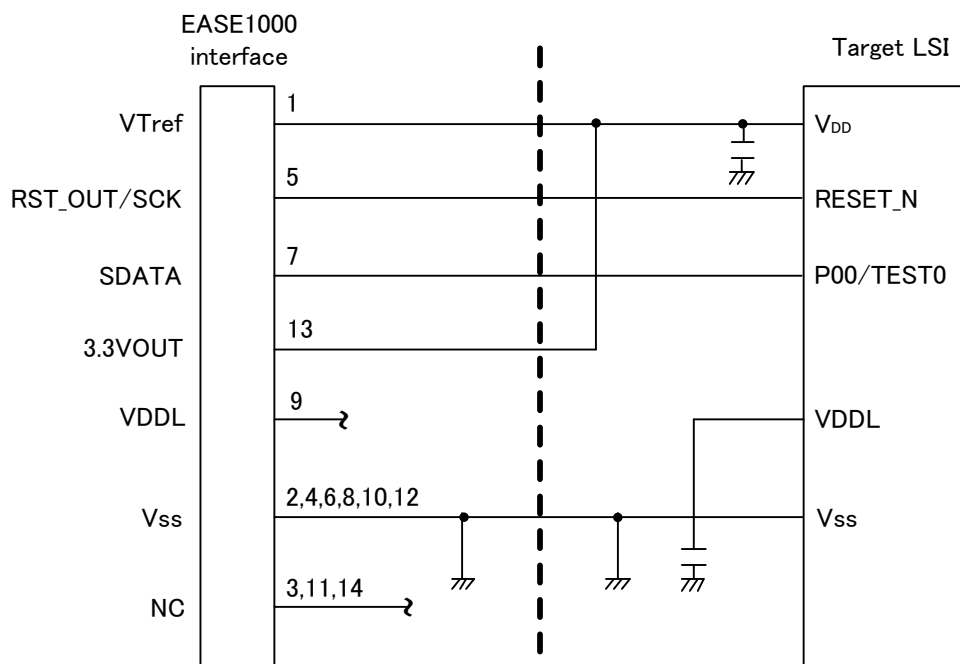 EASE1000
interface
Target LSI
VTref
1
VDD
RST_OUT/SCK
5
RESET_N
SDATA
7
P00/TEST0
3.3VOUT
13
VDDL
9
VDDL
Vss
2,4,6,8,10,12
Vss
NC
3,11,14